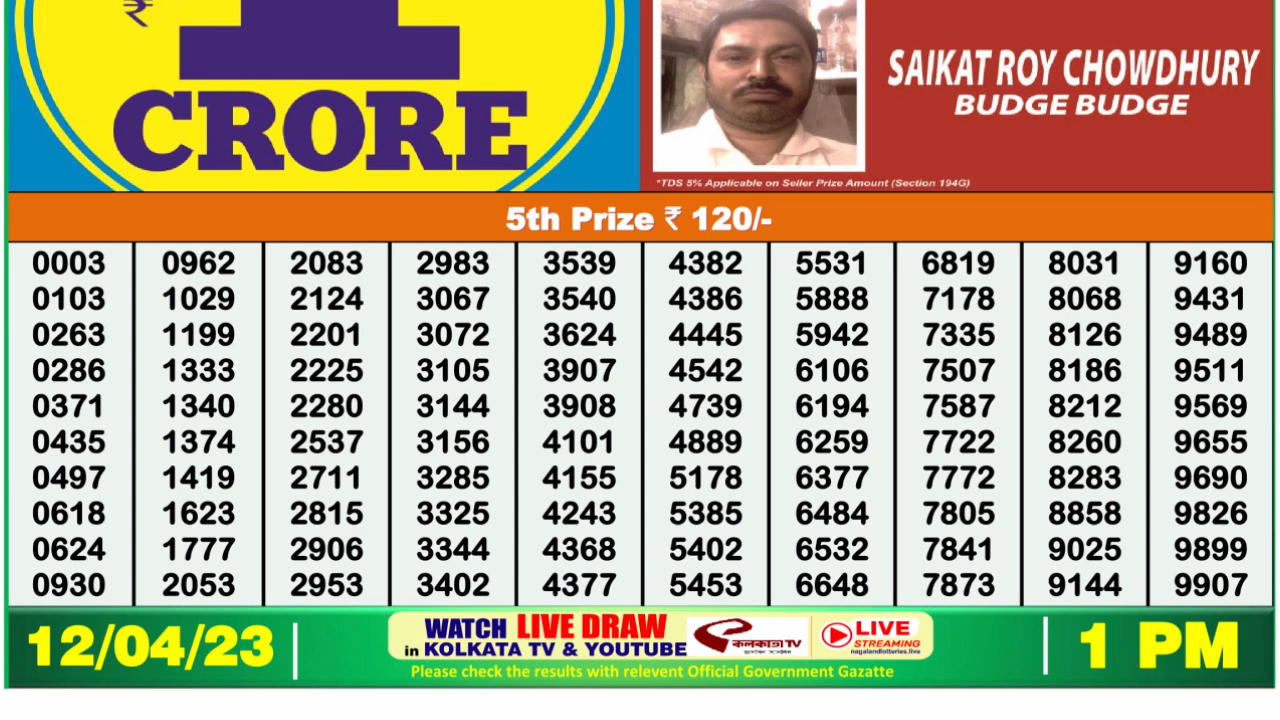 ₹
1
CRORE
SAIKAT ROY CHOWDHURY
BUDGE BUDGE
*TDS 5% Applicable on Seller Prize Amount (Section 194G)
5th Prize ₹ 120/-
0003 0962 2083 2983 3539 4382 5531 6819 8031 9160
0103 1029 2124 3067 3540 4386 5888 7178 8068 9431
0263 1199 2201 3072 3624 4445 5942 7335 8126 9489
0286 1333 2225 3105 3907 4542 6106 7507 8186 9511
0371 1340 2280 3144 3908 4739 6194 7587 8212 9569
0435 1374 2537 3156 4101 4889 6259 7722 8260 9655
0497 1419 2711 3285 4155 5178 6377 7772 8283 9690
0618 1623 2815 3325 4243 5385 6484 7805 8858 9826
0624 1777 2906 3344 4368 5402 6532 7841 9025 9899
0930 2053 2953 3402 4377 5453 6648 7873 9144 9907
12/04/23
WATCH LIVE DRAW
in KOLKATA TV & YOUTUBE
কলকাতা TV
LIVE
STREAMING
nagalandlotteries.live
Please check the results with relevent Official Government Gazatte
1 PM